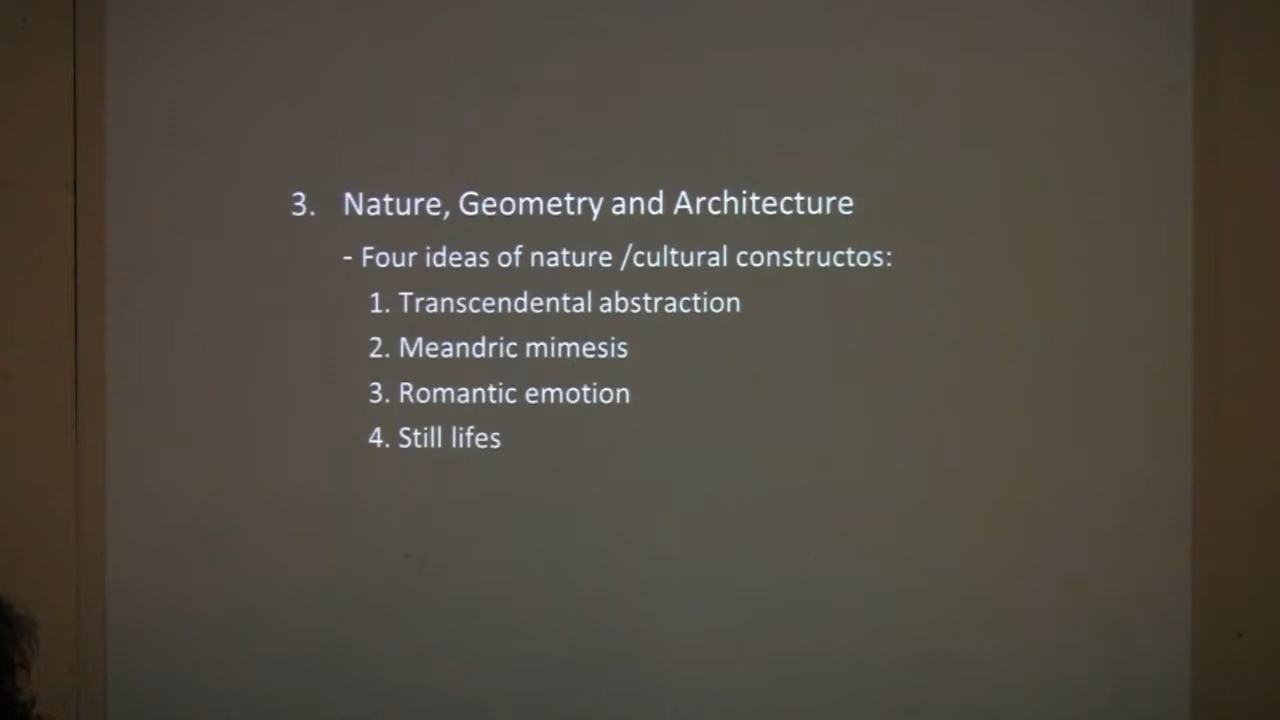 3. Nature, Geometry and Architecture
- Four ideas of nature /cultural constructos:
1. Transcendental abstraction
2. Meandric mimesis
3. Romantic emotion
4. Still lifes